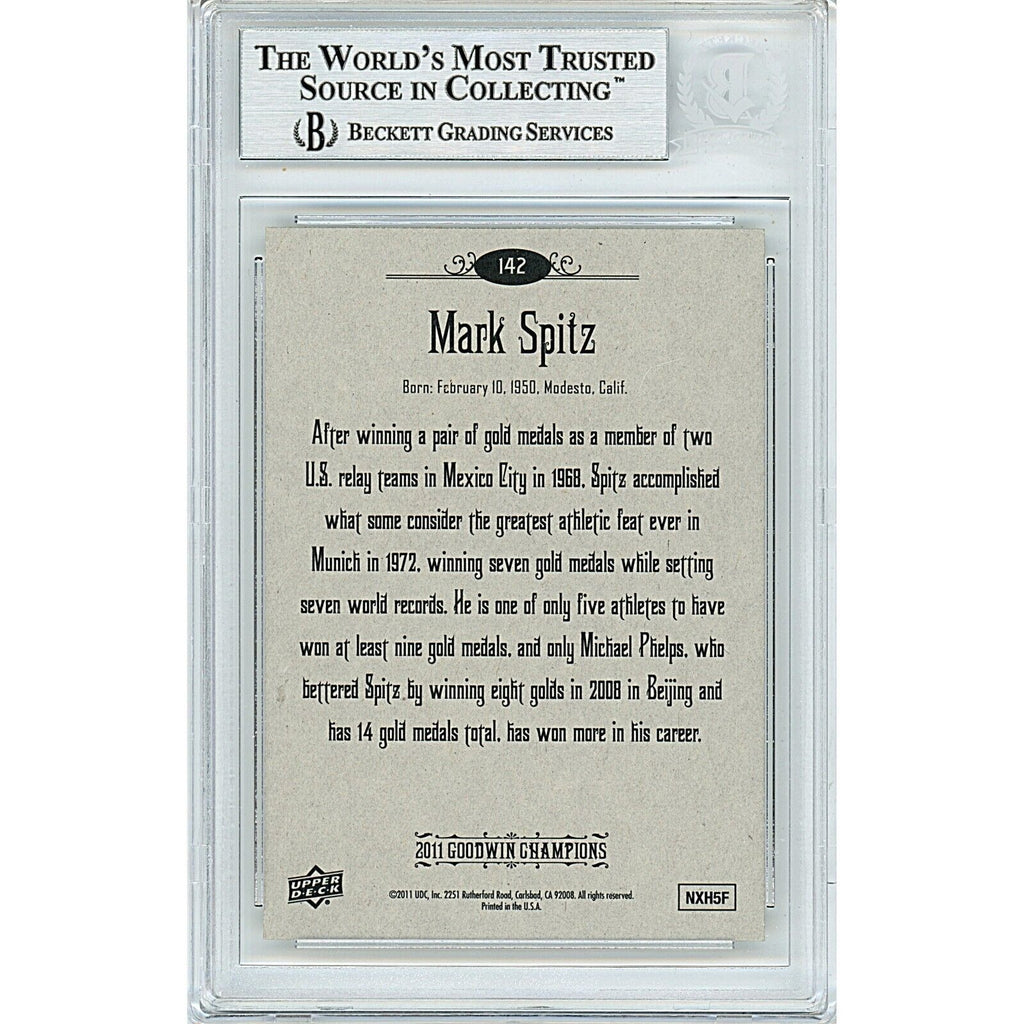 THE WORLD'S MOST TRUSTED
SOURCE IN COLLECTING™
B BECKETT GRADING SERVICES
142
Mark Spitz
Born: February 10, 1950, Modesto, Calif.
After winning a pair of gold medals as a member of two
U.S. relay teams in Mexico City in 1968, Spitz accomplished
what some consider the greatest athletic feat ever in
Munich in 1972, winning seven gold medals while setting
seven world records. He is one of only five athletes to have
won at least nine gold medals, and only Michael Phelps, who
bettered Spitz by winning eight golds in 2008 in Beijing and
has 14 gold medals total, has won more in his career.
2011 GOODWIN CHAMPIONS
UPPER
D·E·C·K
©2011 UDC, Inc. 2251 Rutherford Road, Carlsbad, CA 92008. All rights reserved.
Printed in the U.S.A.
NXH5F